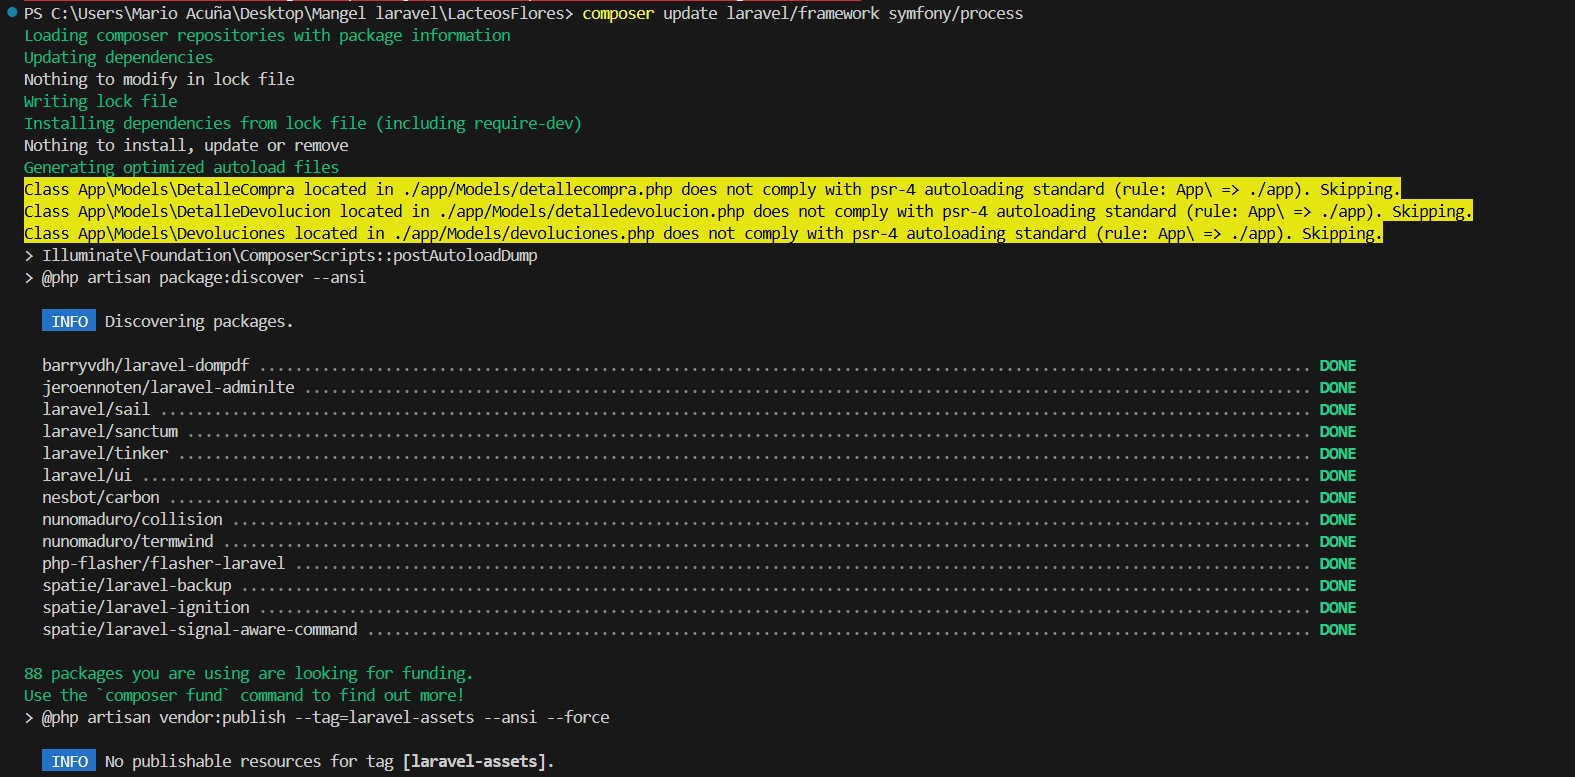 PS C:\Users\Mario Acuña\Desktop\Mangel laravel\LacteosFlores> composer update laravel/framework symfony/process
Loading composer repositories with package information
Updating dependencies
Nothing to modify in lock file
Writing lock file
Installing dependencies from lock file (including require-dev)
Nothing to install, update or remove
Generating optimized autoload files
Class App\Models\DetalleCompra located in ./app/Models/detallecompra.php does not comply with psr-4 autoloading standard (rule: App\ => ./app). Skipping.
Class App\Models\DetalleDevolucion located in ./app/Models/detalledevolucion.php does not comply with psr-4 autoloading standard (rule: App\ => ./app). Skipping.
Class App\Models\Devoluciones located in ./app/Models/devoluciones.php does not comply with psr-4 autoloading standard (rule: App\ => ./app). Skipping.
> Illuminate\Foundation\ComposerScripts::postAutoloadDump
> @php artisan package:discover --ansi
INFO Discovering packages.
barryvdh/laravel-dompdf ........ DONE
jeroennoten/laravel-adminlte ........ DONE
laravel/sail ........ DONE
laravel/sanctum ........ DONE
laravel/tinker ........ DONE
laravel/ui ........ DONE
nesbot/carbon ........ DONE
nunomaduro/collision ........ DONE
nunomaduro/termwind ........ DONE
php-flasher/flasher-laravel ........ DONE
spatie/laravel-backup ........ DONE
spatie/laravel-ignition ........ DONE
spatie/laravel-signal-aware-command ........ DONE
88 packages you are using are looking for funding.
Use the `composer fund` command to find out more!
> @php artisan vendor:publish --tag=laravel-assets --ansi --force
INFO No publishable resources for tag [laravel-assets].